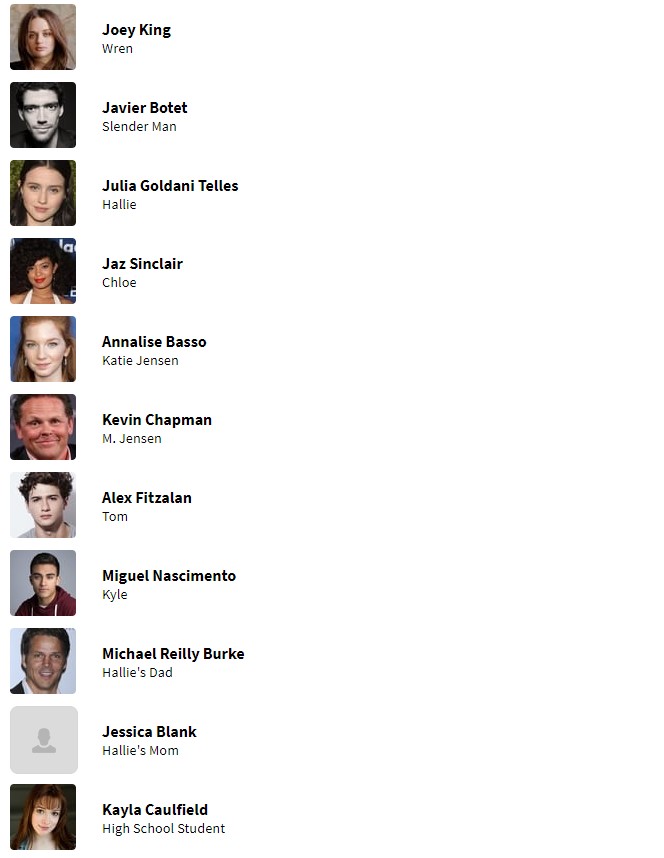 Joey King
Wren
Javier Botet
Slender Man
Julia Goldani Telles
Hallie
Jaz Sinclair
Chloe
Annalise Basso
Katie Jensen
Kevin Chapman
M. Jensen
Alex Fitzalan
Tom
Miguel Nascimento
Kyle
Michael Reilly Burke
Hallie's Dad
Jessica Blank
Hallie's Mom
Kayla Caulfield
High School Student